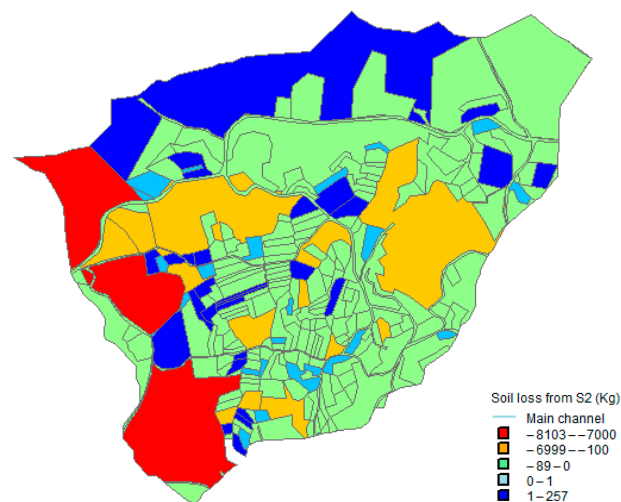 Soil loss from S2 (Kg)
Main channel
-8103--7000
-6999--100
-89-0
0-1
1-257